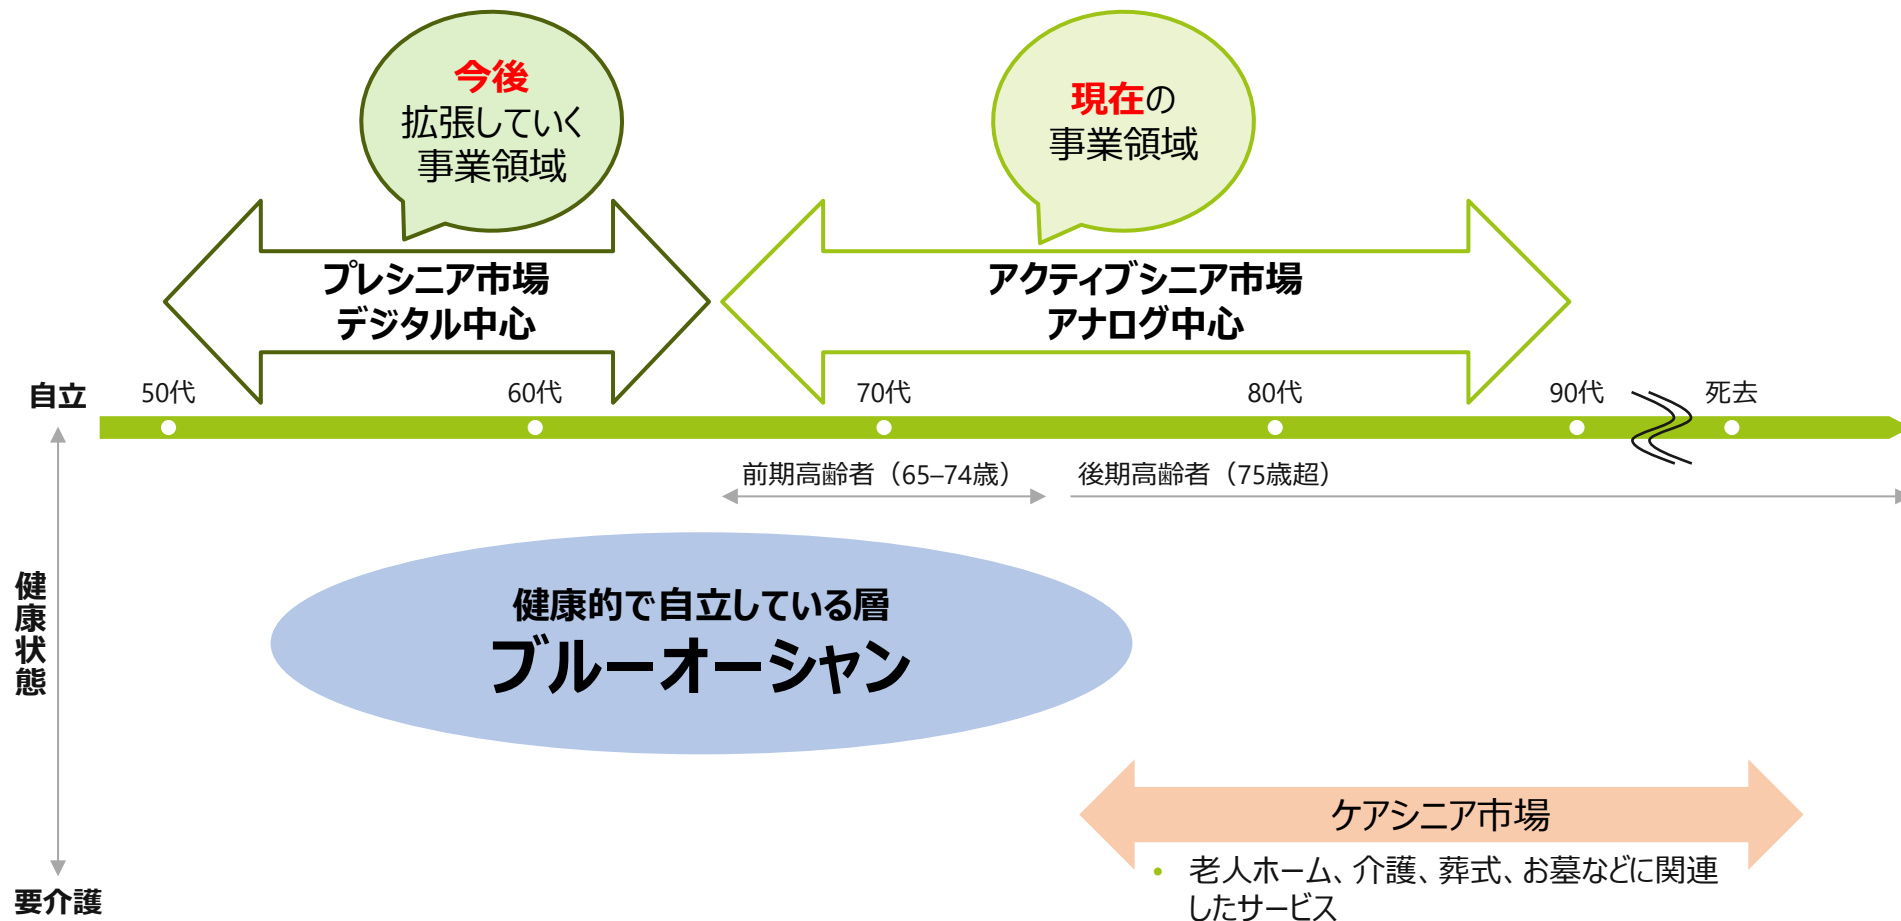 今後
拡張していく
事業領域
現在の
事業領域
プレシニア市場
デジタル中心
アクティブシニア市場
アナログ中心
自立
50代
60代
70代
80代
90代
死去
前期高齢者（65–74歳）
後期高齢者（75歳超）
健康状態
健康的で自立している層
ブルーオーシャン
ケアシニア市場
• 老人ホーム、介護、葬式、お墓などに関連
したサービス
要介護